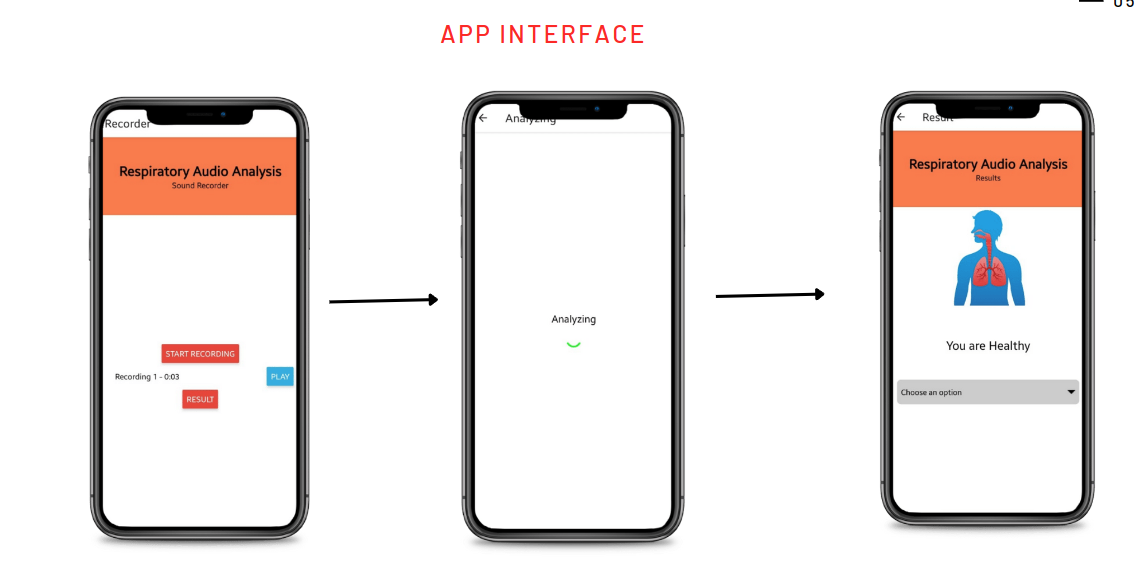 05
APP INTERFACE
Recorder
Respiratory Audio Analysis
Sound Recorder
START RECORDING
Recording 1 - 0:03
PLAY
RESULT
Analyzing
Analyzing
Result
Respiratory Audio Analysis
Results
You are Healthy
Choose an option